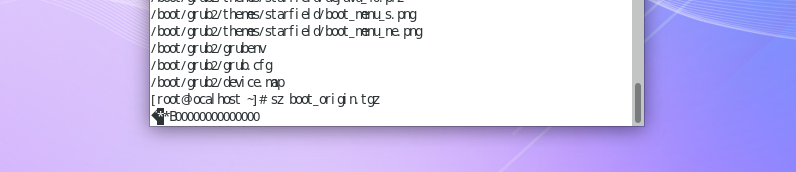 /boot/grub2/themes/starfield/boot_menu_s.png
/boot/grub2/themes/starfield/boot_menu_ne.png
/boot/grub2/grubenv
/boot/grub2/grub.cfg
/boot/grub2/device.map
[root@localhost ~]# sz boot_origin.tgz
**B00000000000000